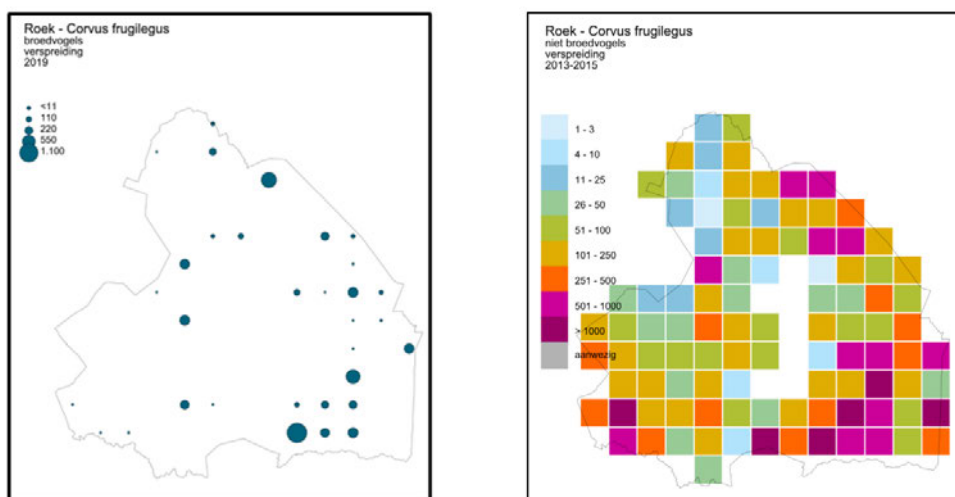 Roek - Corvus frugilegus
broedvogels
verspreiding
2019
<11
110
220
550
1.100
Roek - Corvus frugilegus
niet broedvogels
verspreiding
2013-2015
1 - 3
4 - 10
11 - 25
26 - 50
51 - 100
101 - 250
251 - 500
501 - 1000
> 1000
aanwezig